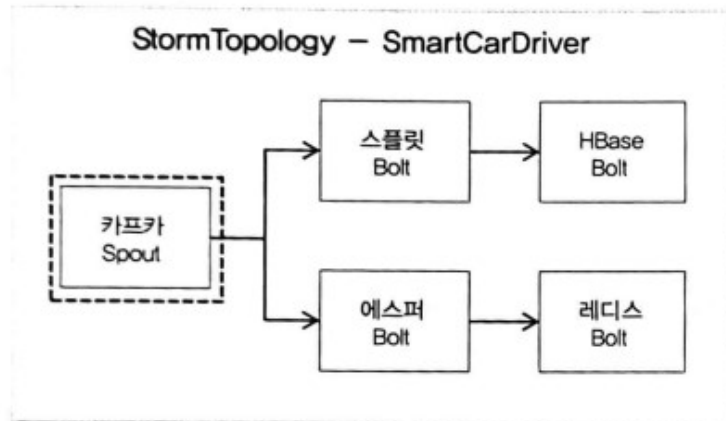 StormTopology – SmartCarDriver
스플릿
Bolt
HBase
Bolt
카프카
Spout
에스퍼
Bolt
레디스
Bolt